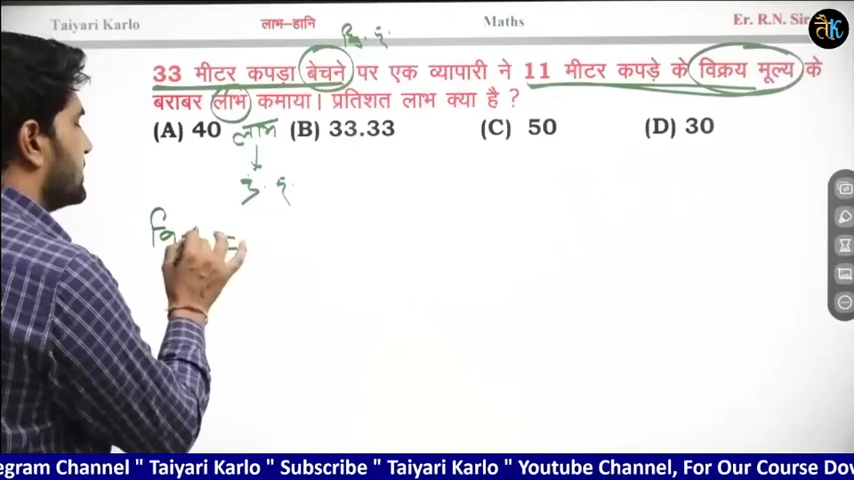 Taiyari Karlo लाभ-हानि Maths Er. R.N. Sir
तैK
वि. मू.
33 मीटर कपड़ा बेचने पर एक व्यापारी ने 11 मीटर कपड़े के विक्रय मूल्य के
बराबर लाभ कमाया। प्रतिशत लाभ क्या है ?
(A) 40 (B) 33.33 (C) 50 (D) 30
लाभ
egram Channel " Taiyari Karlo " Subscribe " Taiyari Karlo " Youtube Channel, For Our Course Dov